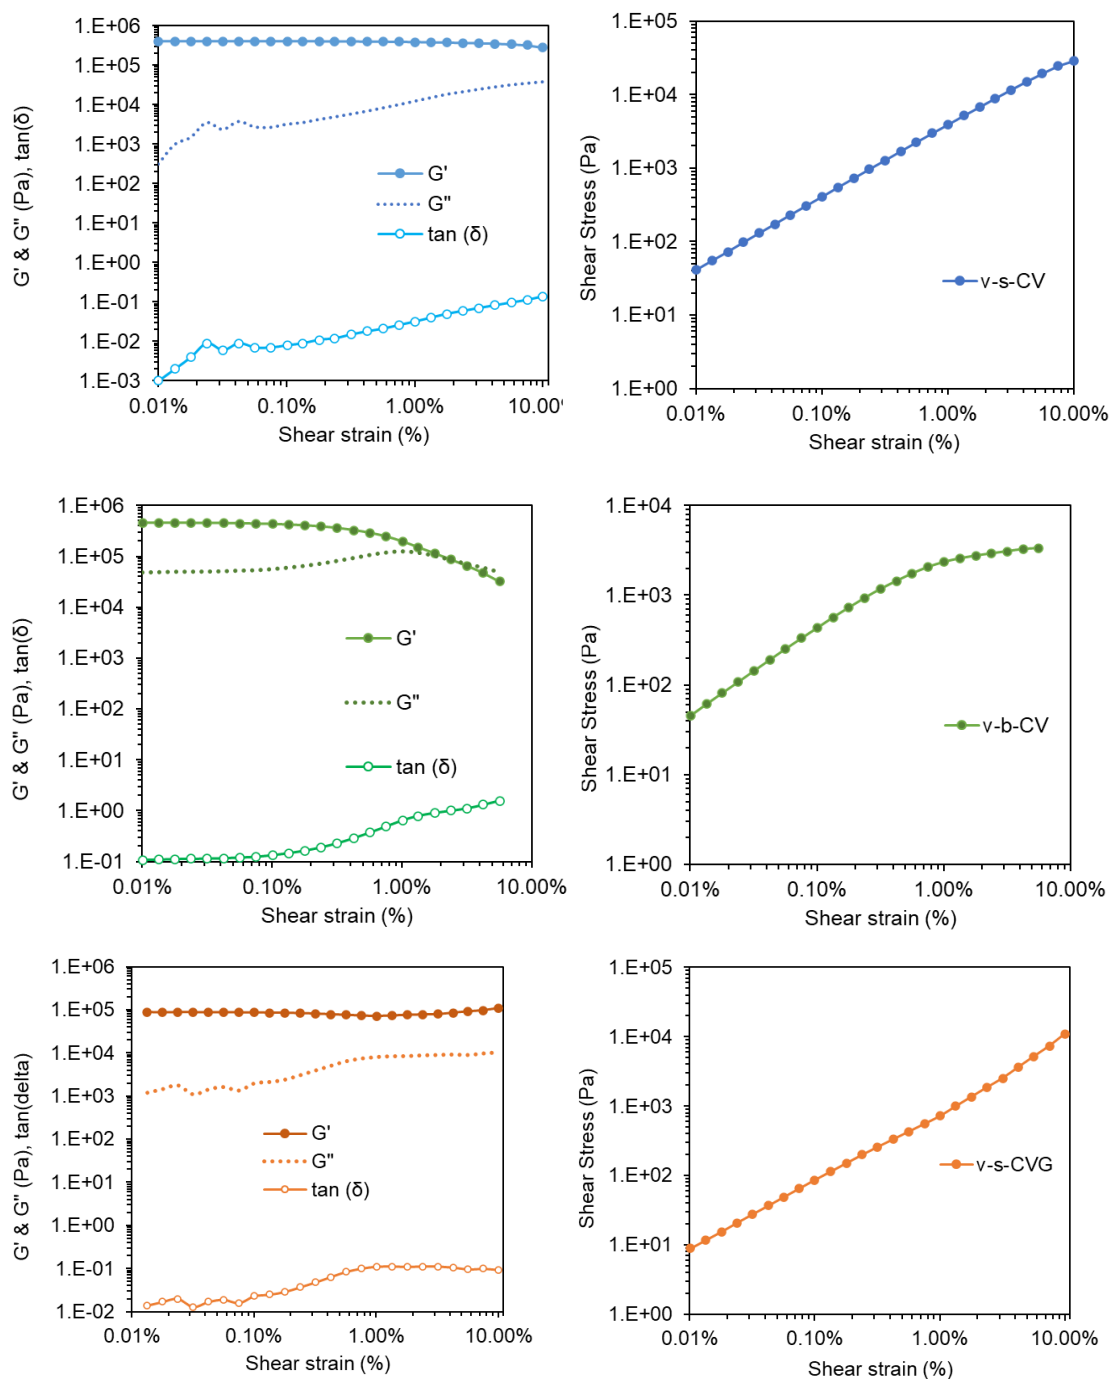 G' & G" (Pa), tan(δ)
1.E+06
1.E+05
1.E+04
1.E+03
1.E+02
1.E+01
1.E+00
1.E-01
1.E-02
1.E-03
G'
G"
tan (δ)
0.01%
0.10%
1.00%
10.00%
Shear strain (%)
Shear Stress (Pa)
1.E+05
1.E+04
1.E+03
1.E+02
1.E+01
1.E+00
v-s-CV
0.01%
0.10%
1.00%
10.00%
Shear strain (%)
G' & G" (Pa), tan(δ)
1.E+06
1.E+05
1.E+04
1.E+03
1.E+02
1.E+01
1.E+00
1.E-01
G'
G"
tan (δ)
0.01%
0.10%
1.00%
10.00%
Shear strain (%)
Shear Stress (Pa)
1.E+04
1.E+03
1.E+02
1.E+01
1.E+00
v-b-CV
0.01%
0.10%
1.00%
10.00%
Shear strain (%)
G' & G" (Pa), tan(delta)
1.E+06
1.E+05
1.E+04
1.E+03
1.E+02
1.E+01
1.E+00
1.E-01
1.E-02
G'
G"
tan (δ)
0.01%
0.10%
1.00%
10.00%
Shear strain (%)
Shear Stress (Pa)
1.E+05
1.E+04
1.E+03
1.E+02
1.E+01
1.E+00
v-s-CVG
0.01%
0.10%
1.00%
10.00%
Shear strain (%)